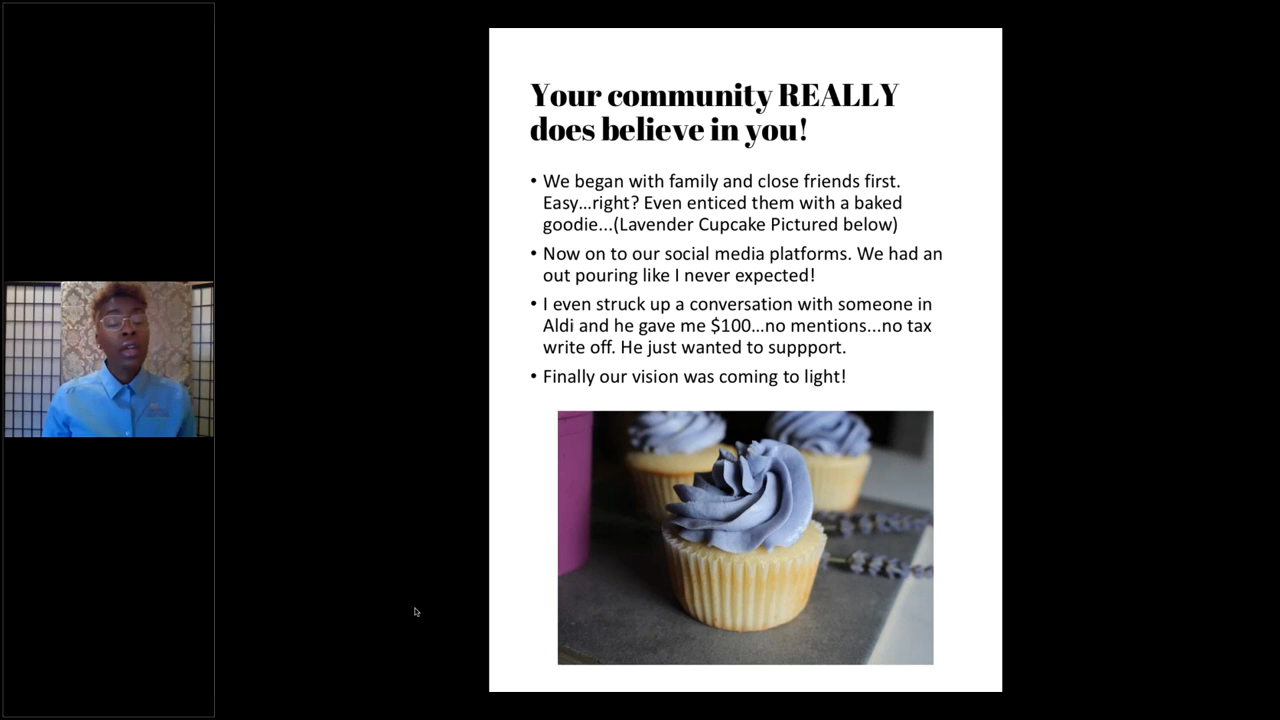 Your community REALLY
does believe in you!
• We began with family and close friends first.
Easy...right? Even enticed them with a baked
goodie...(Lavender Cupcake Pictured below)
• Now on to our social media platforms. We had an
out pouring like I never expected!
• I even struck up a conversation with someone in
Aldi and he gave me $100...no mentions...no tax
write off. He just wanted to suppport.
• Finally our vision was coming to light!